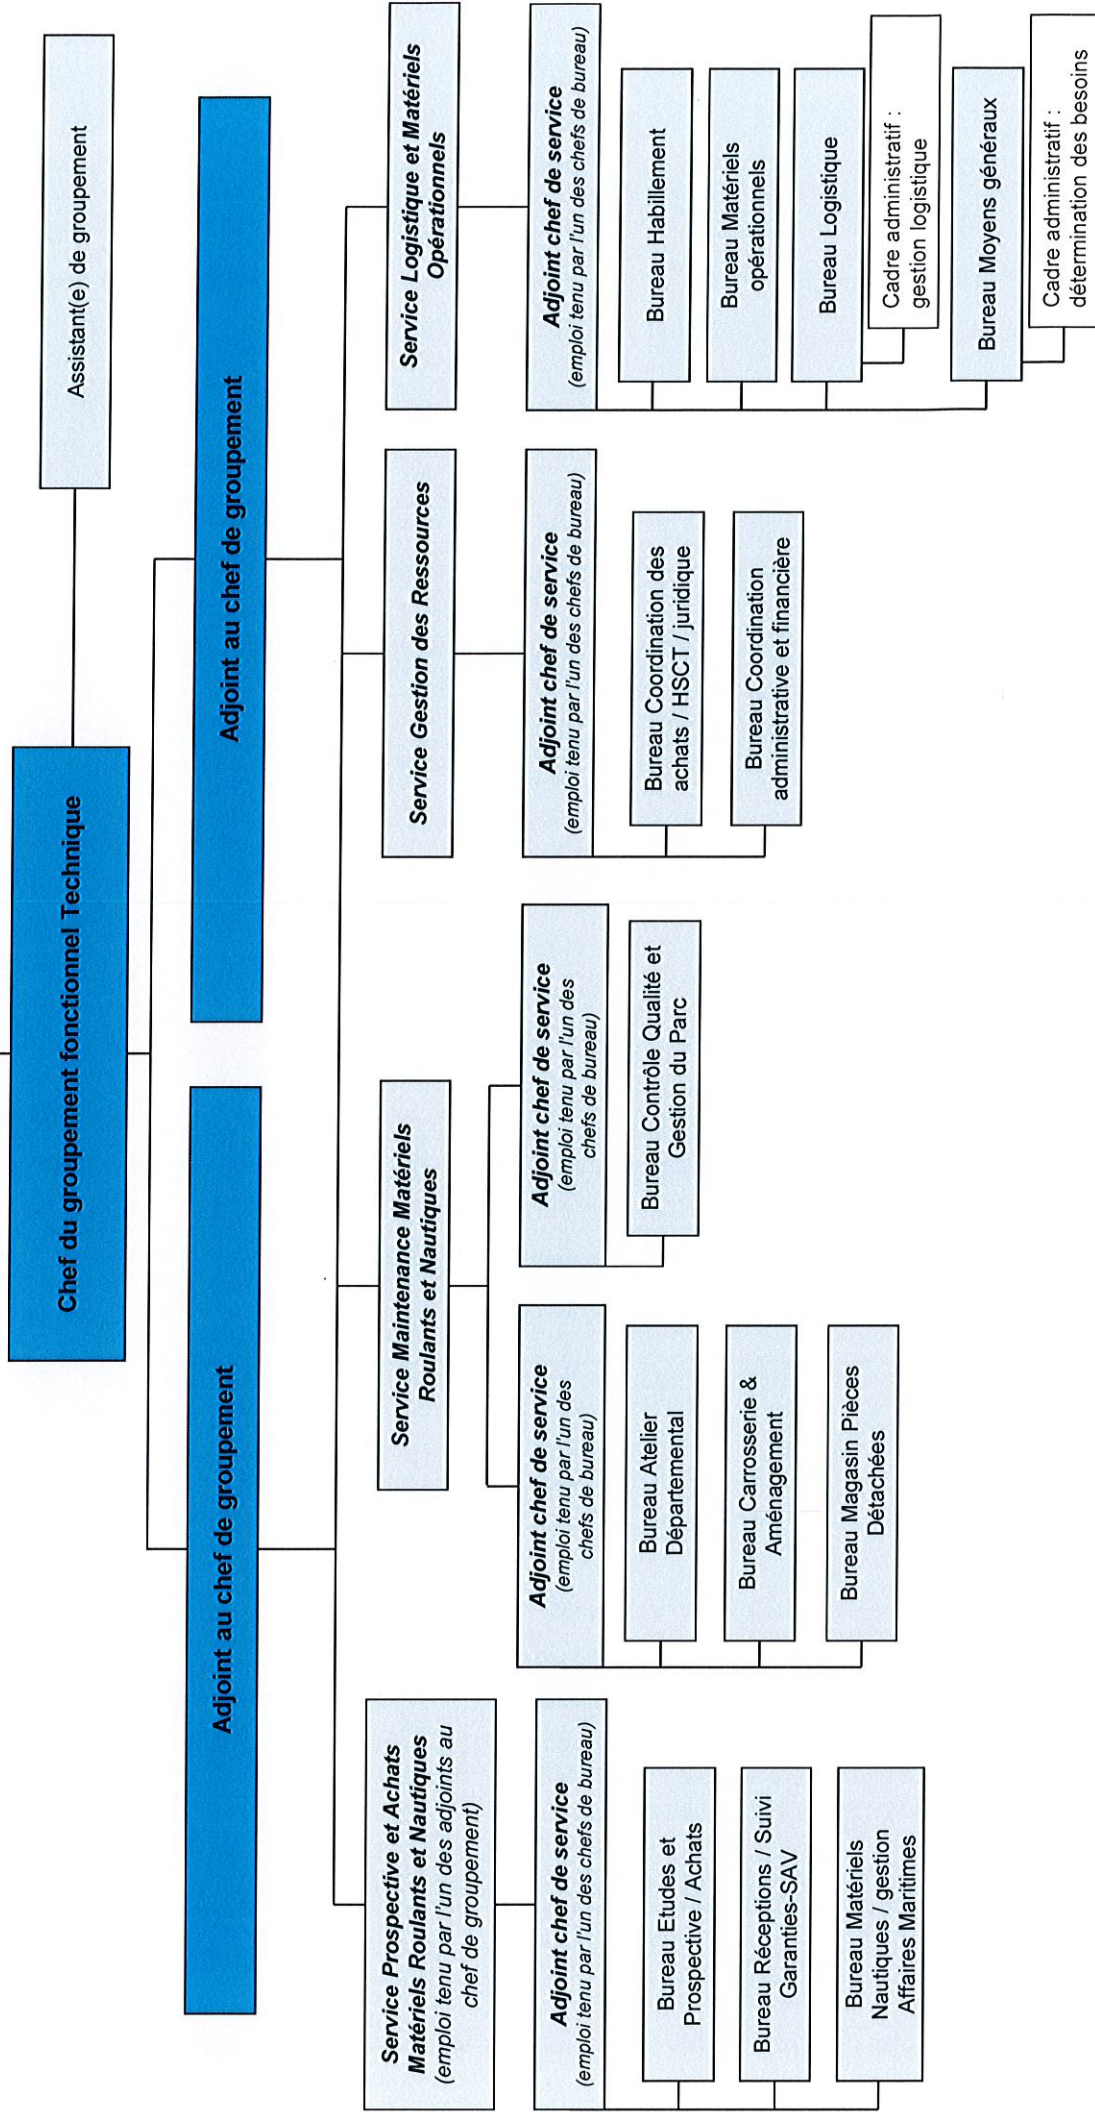 Chef du groupement fonctionnel Technique
Assistant(e) de groupement
Adjoint au chef de groupement
Adjoint au chef de groupement
Service Prospective et Achats
Matériels Roulants et Nautiques
(emploi tenu par l'un des adjoints au
chef de groupement)
Adjoint chef de service
(emploi tenu par l'un des chefs de bureau)
Bureau Etudes et
Prospective / Achats
Bureau Réceptions / Suivi
Garanties-SAV
Bureau Matériels
Nautiques / gestion
Affaires Maritimes
Service Maintenance Matériels
Roulants et Nautiques
Adjoint chef de service
(emploi tenu par l'un des
chefs de bureau)
Bureau Atelier
Départemental
Bureau Carrosserie &
Aménagement
Bureau Magasin Pièces
Détachées
Adjoint chef de service
(emploi tenu par l'un des
chefs de bureau)
Bureau Contrôle Qualité et
Gestion du Parc
Service Gestion des Ressources
Adjoint chef de service
(emploi tenu par l'un des chefs de bureau)
Bureau Coordination des
achats / HSCT / juridique
Bureau Coordination
administrative et financière
Service Logistique et Matériels
Opérationnels
Adjoint chef de service
(emploi tenu par l'un des chefs de bureau)
Bureau Habillement
Bureau Matériels
opérationnels
Bureau Logistique
Cadre administratif :
gestion logistique
Bureau Moyens généraux
Cadre administratif :
détermination des besoins